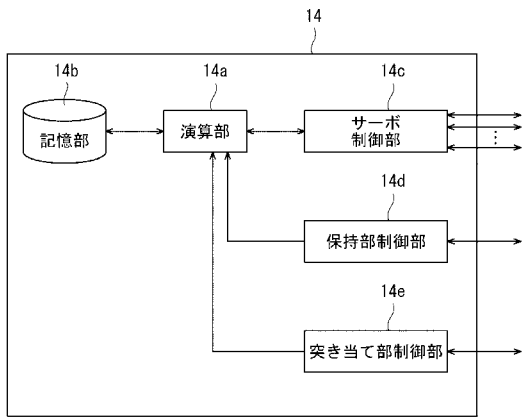 14
14b
14a
14c
記憶部
演算部
サーボ
制御部
14d
保持部制御部
14e
突き当て部制御部